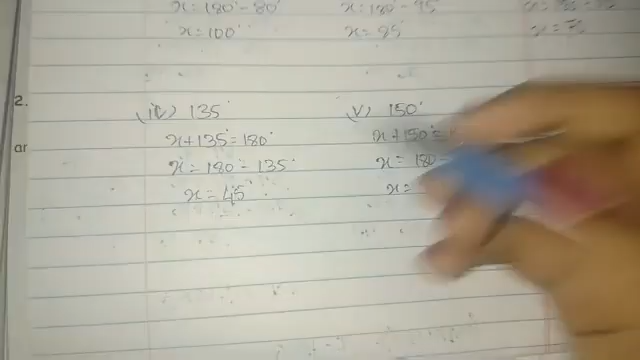 x=180°-80°
x=180°-95
x=100°
x=85°
2.
ar
(iv) 135°
x+135°=180°
x=180°-135°
x=45°
(v) 150°
x+150°=
x=180-
x=